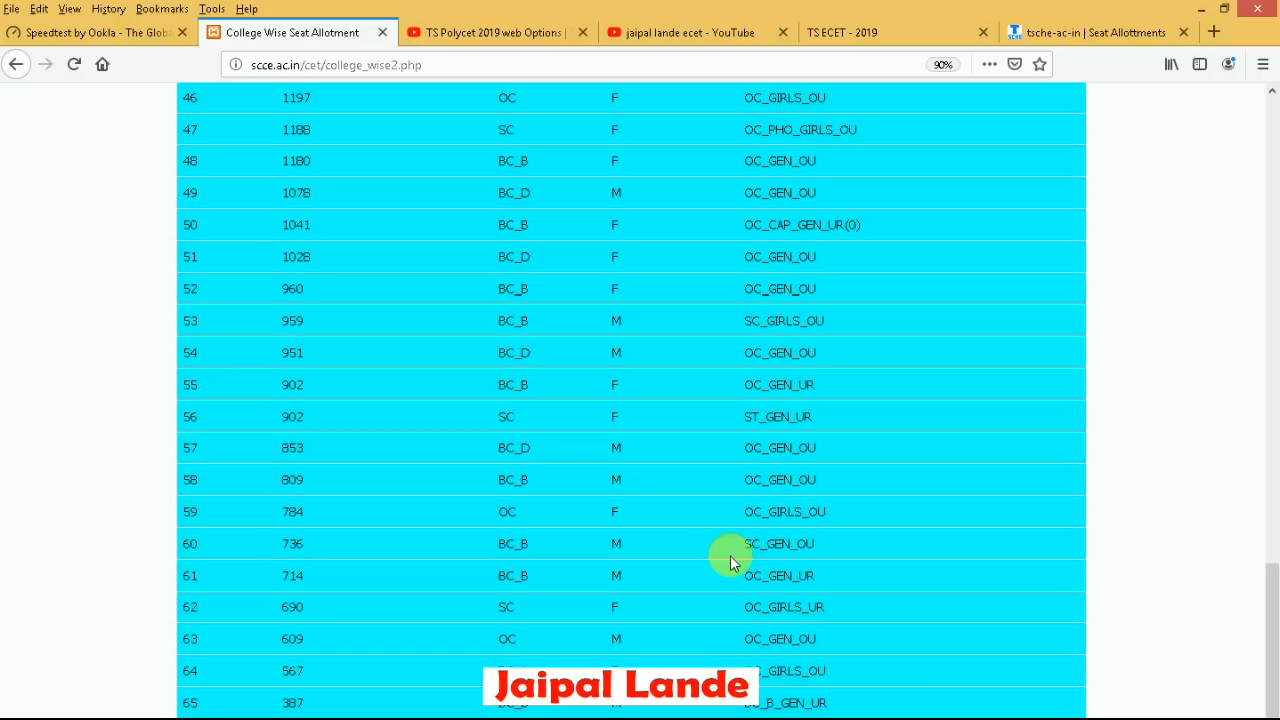 File Edit View History Bookmarks Tools Help
Speedtest by Ookla - The Globa College Wise Seat Allotment TS Polycet 2019 web Options | jaipal lande ecet - YouTube TS ECET - 2019 tsche-ac-in | Seat Allottments
scce.ac.in/cet/college_wise2.php 90%
46 1197 OC F OC_GIRLS_OU
47 1188 SC F OC_PHO_GIRLS_OU
48 1180 BC_B F OC_GEN_OU
49 1078 BC_D M OC_GEN_OU
50 1041 BC_B F OC_CAP_GEN_UR(0)
51 1028 BC_D F OC_GEN_OU
52 960 BC_B F OC_GEN_OU
53 959 BC_B M SC_GIRLS_OU
54 951 BC_D M OC_GEN_OU
55 902 BC_B F OC_GEN_UR
56 902 SC F ST_GEN_UR
57 853 BC_D M OC_GEN_OU
58 809 BC_B M OC_GEN_OU
59 784 OC F OC_GIRLS_OU
60 736 BC_B M SC_GEN_OU
61 714 BC_B M OC_GEN_UR
62 690 SC F OC_GIRLS_UR
63 609 OC M OC_GEN_OU
64 567
Jaipal Lande
65 387